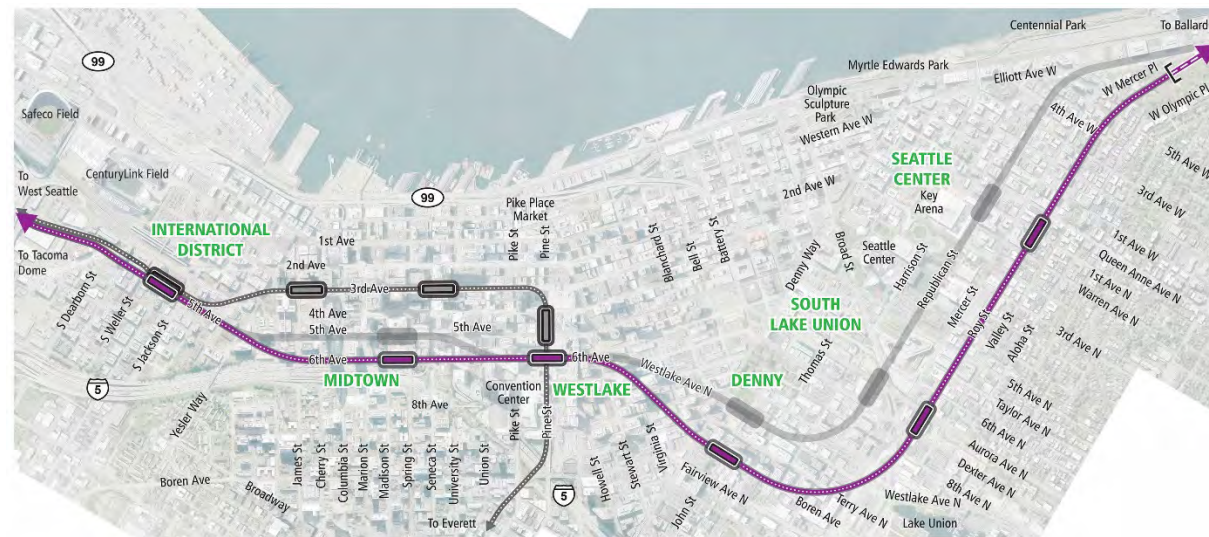 Centennial Park
To Ballard
99
Myrtle Edwards Park
Elliott Ave W
W Mercer Pl
W Olympic Pl
Olympic
Sculpture
Park
4th Ave W
Safeco Field
Western Ave W
SEATTLE
CENTER
5th Ave W
To
West Seattle
CenturyLink Field
99
2nd Ave W
Key
Arena
3rd Ave W
Pike Place
Market
INTERNATIONAL
DISTRICT
1st Ave
Pike St
Pine St
Blanchard St
Bell St
Battery St
Denny Way
Broad St
Seattle
Center
Harrison St
Republican St
1st Ave W
Queen Anne Ave N
1st Ave N
Warren Ave N
To Tacoma
Dome
2nd Ave
3rd Ave
S Dearborn St
S Weller St
S Jackson St
5th Ave
4th Ave
5th Ave
5th Ave
SOUTH
LAKE UNION
Mercer St
Roy St
Valley St
Aloha St
3rd Ave N
6th Ave
6th Ave
Westlake Ave N
Thomas St
5
MIDTOWN
Convention
Center
WESTLAKE
DENNY
5th Ave N
Taylor Ave N
6th Ave N
Aurora Ave N
Dexter Ave N
8th Ave N
Yesler Way
8th Ave
Pike St
Pine St
James St
Cherry St
Columbia St
Marion St
Madison St
Spring St
Seneca St
University St
Union St
Howell St
Stewart St
Virginia St
Fairview Ave N
John St
Boren Ave
Terry Ave N
Westlake Ave N
Boren Ave
Broadway
5
To Everett
Lake Union